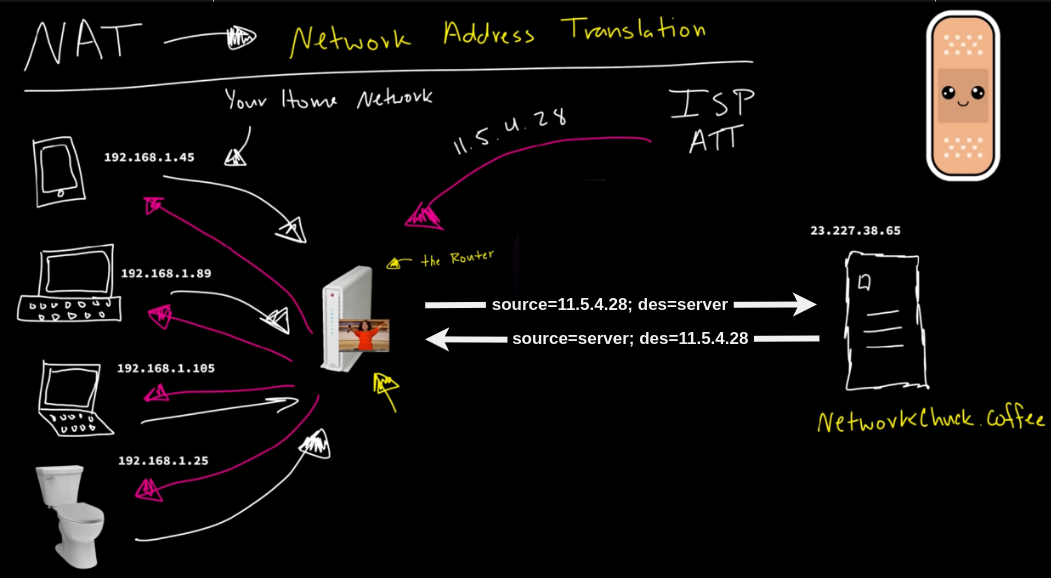 NAT Network Address Translation
Your Home Network
ISP
ATT
11.5.4.28
192.168.1.45
23.227.38.65
the Router
192.168.1.89
source=11.5.4.28; des=server
source=server; des=11.5.4.28
192.168.1.105
NetworkChuck.coffee
192.168.1.25